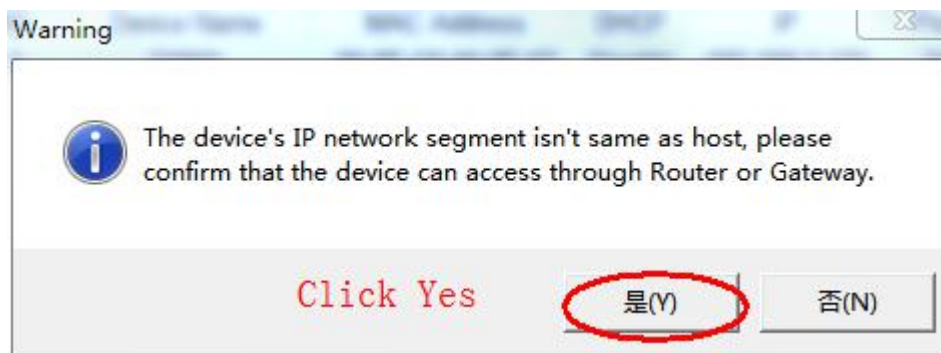 Warning
The device's IP network segment isn't same as host, please
confirm that the device can access through Router or Gateway.
Click Yes
是(Y)
否(N)